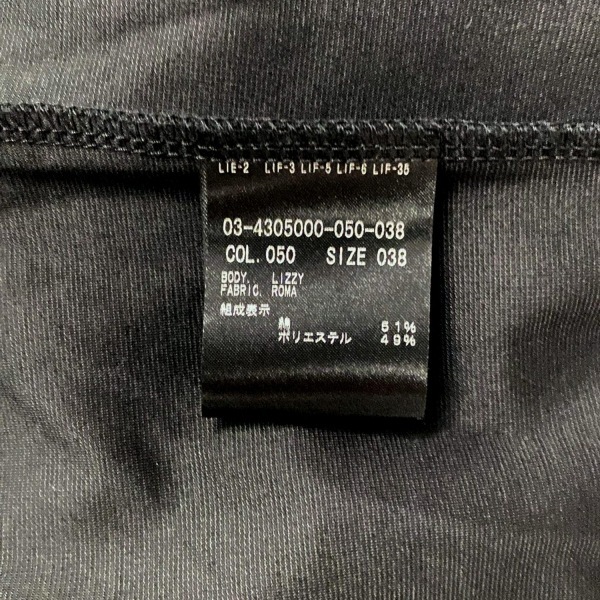 LIE-2 LIF-3 LIF-5 LIF-6 LIF-35
03-4305000-050-038
COL.050 SIZE 038
BODY. LIZZY
FABRIC. ROMA
組成表示
綿 51%
ポリエステル 49%